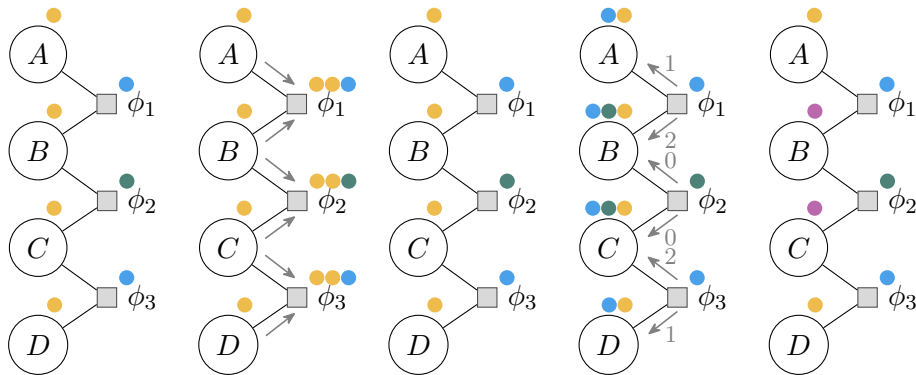 A A A A A
1
ϕ1 ϕ1 ϕ1 ϕ1 ϕ1
B B B B B
2
0
ϕ2 ϕ2 ϕ2 ϕ2 ϕ2
C C C C C
0
2
ϕ3 ϕ3 ϕ3 ϕ3 ϕ3
1
D D D D D